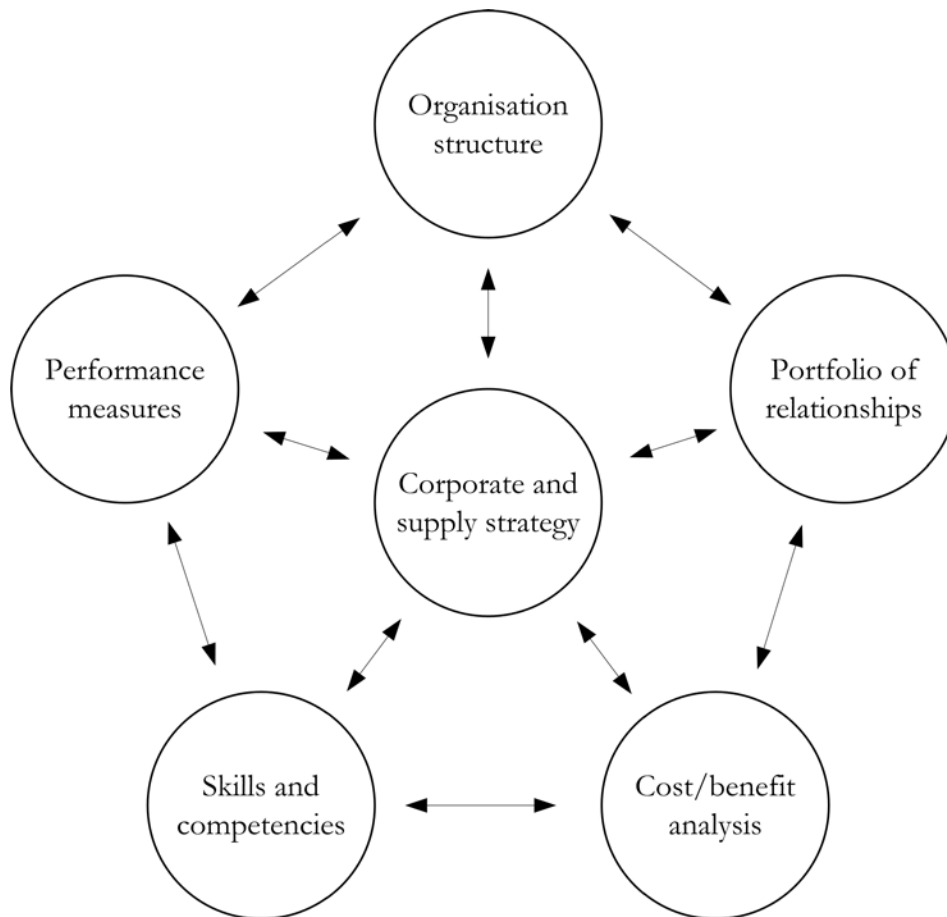 Organisation
structure
Performance
measures
Portfolio of
relationships
Corporate and
supply strategy
Skills and
competencies
Cost/benefit
analysis